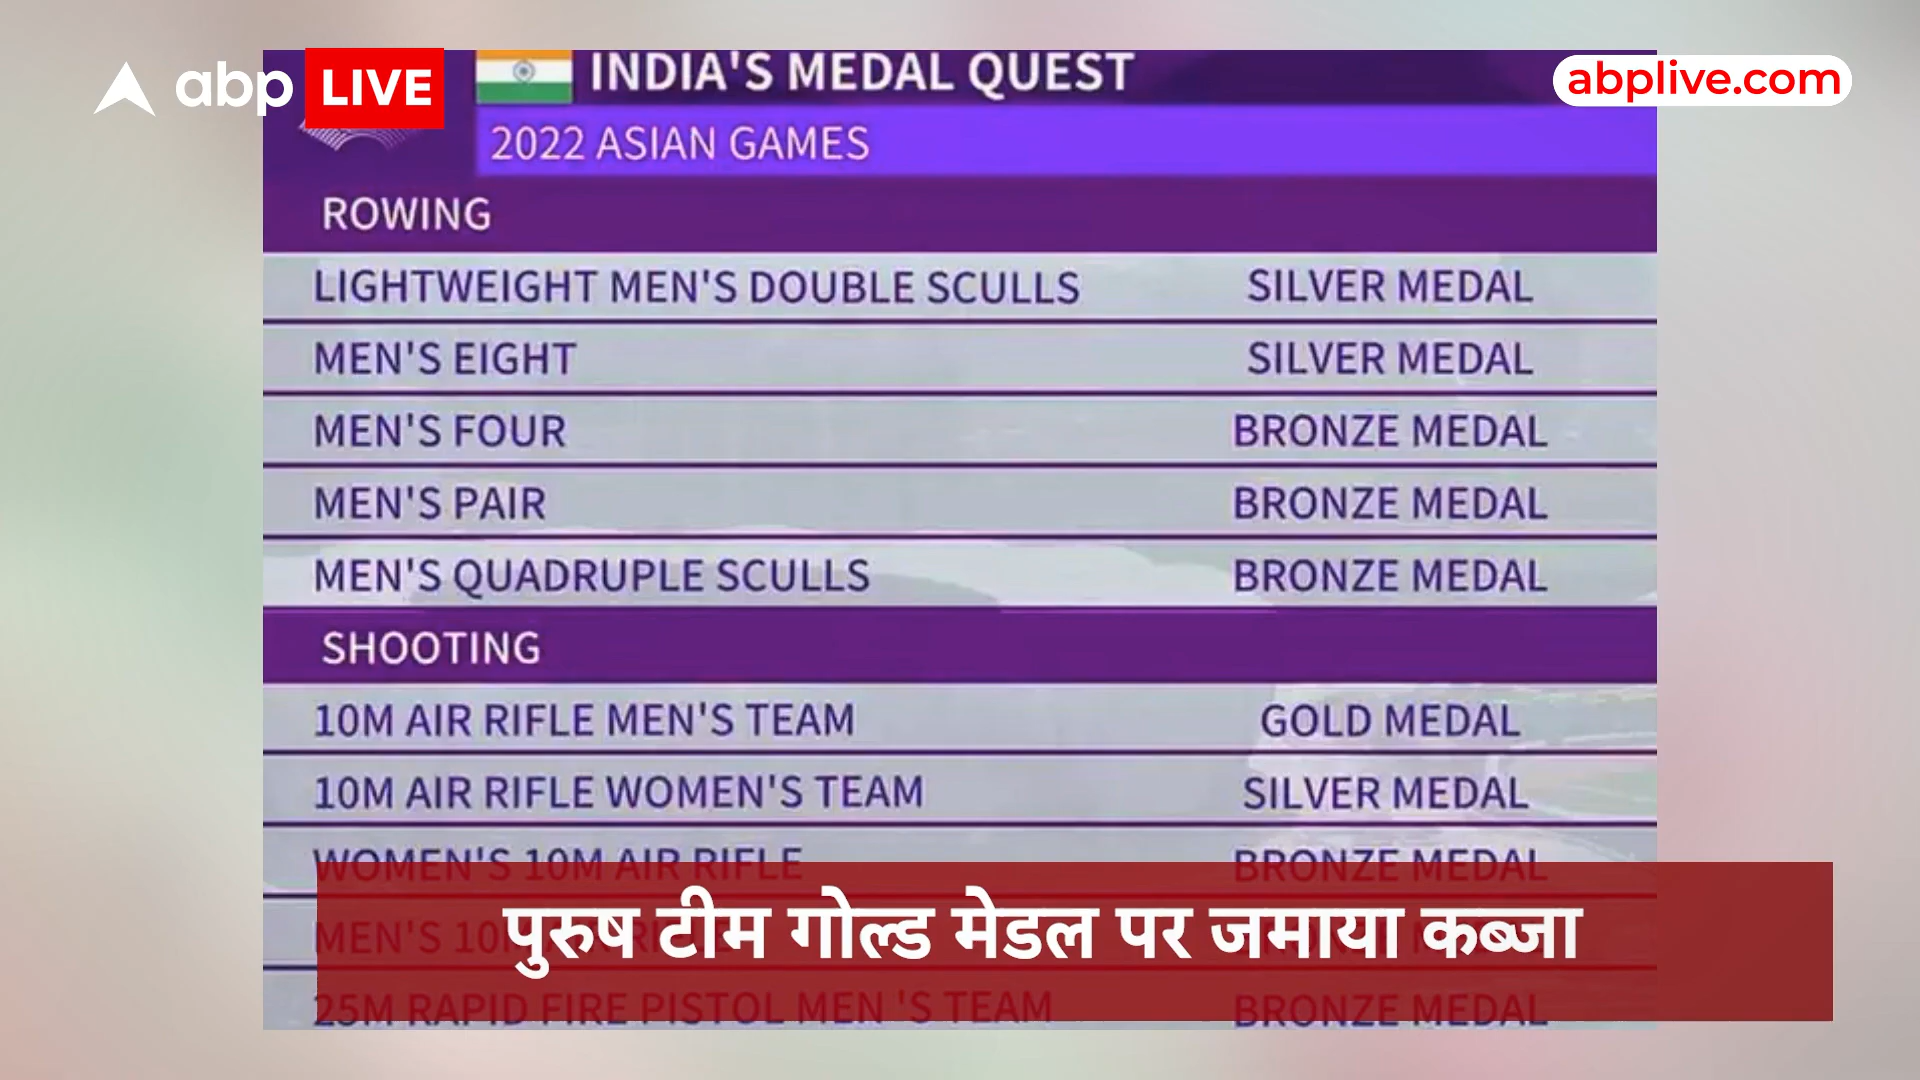 abp LIVE
abplive.com
INDIA'S MEDAL QUEST
2022 ASIAN GAMES
ROWING
LIGHTWEIGHT MEN'S DOUBLE SCULLS SILVER MEDAL
MEN'S EIGHT SILVER MEDAL
MEN'S FOUR BRONZE MEDAL
MEN'S PAIR BRONZE MEDAL
MEN'S QUADRUPLE SCULLS BRONZE MEDAL
SHOOTING
10M AIR RIFLE MEN'S TEAM GOLD MEDAL
10M AIR RIFLE WOMEN'S TEAM SILVER MEDAL
WOMEN'S 10M AIR RIFLE BRONZE MEDAL
MEN'S
पुरुष टीम गोल्ड मेडल पर जमाया कब्जा
25M RAPID FIRE PISTOL MEN 'S TEAM BRONZE MEDAL